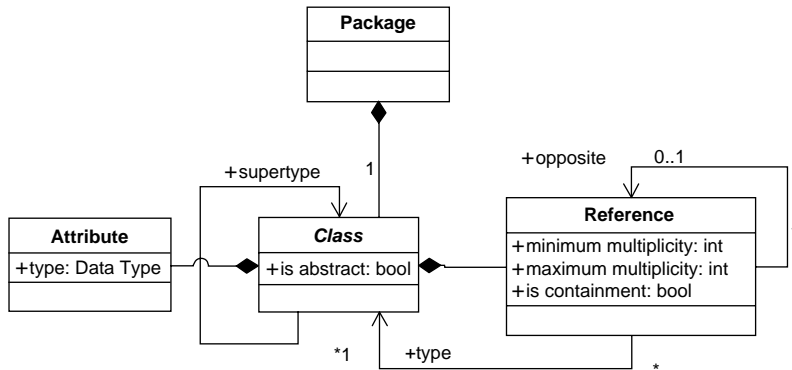 Package
1
+supertype
+opposite
0..1
Attribute
+type: Data Type
Class
+is abstract: bool
Reference
+minimum multiplicity: int
+maximum multiplicity: int
+is containment: bool
*1
+type
*